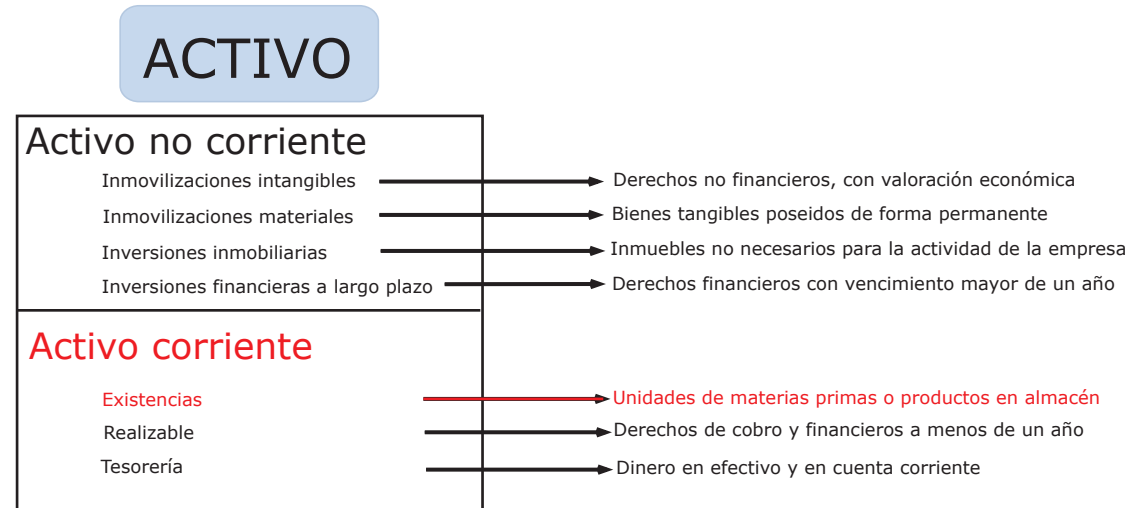 ACTIVO
Activo no corriente
Inmovilizaciones intangibles Derechos no financieros, con valoración económica
Inmovilizaciones materiales Bienes tangibles poseidos de forma permanente
Inversiones inmobiliarias Inmuebles no necesarios para la actividad de la empresa
Inversiones financieras a largo plazo Derechos financieros con vencimiento mayor de un año
Activo corriente
Existencias Unidades de materias primas o productos en almacén
Realizable Derechos de cobro y financieros a menos de un año
Tesorería Dinero en efectivo y en cuenta corriente